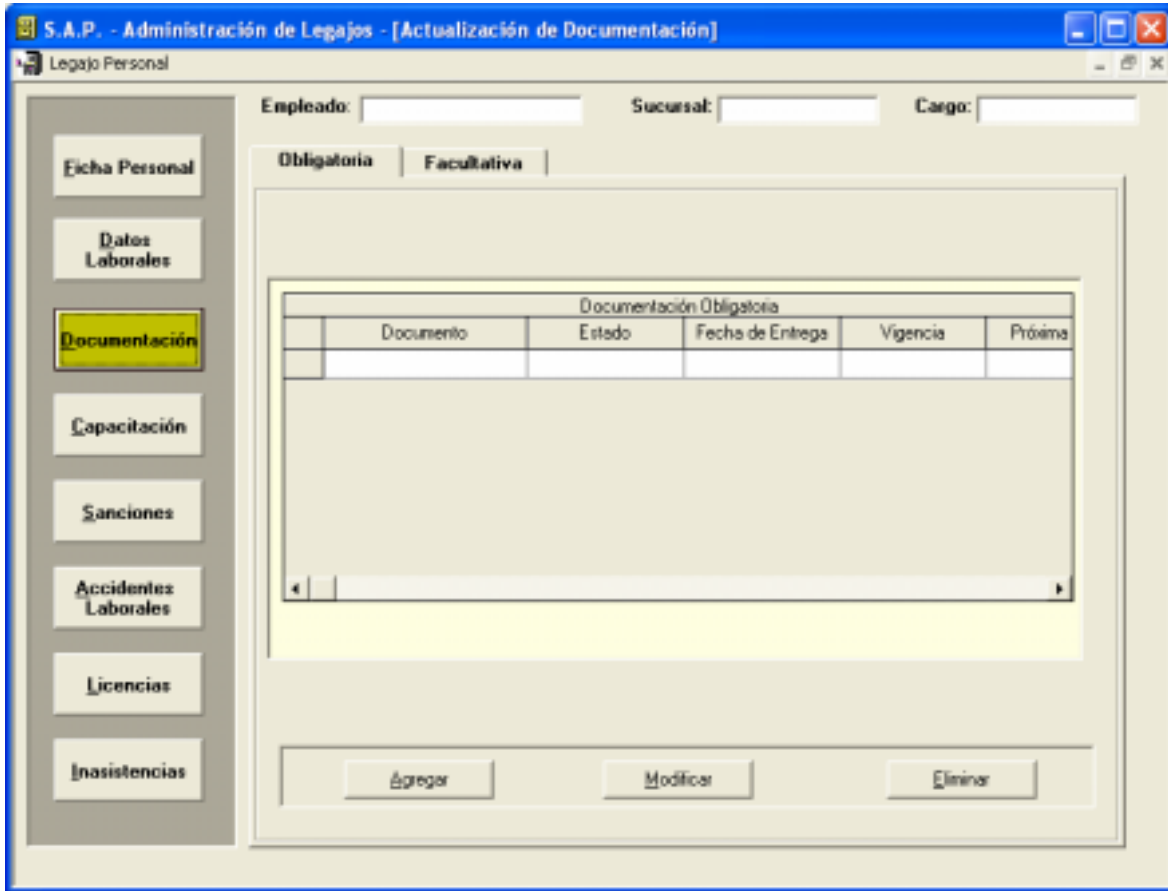 S.A.P. - Administración de Legajos - [Actualización de Documentación]
Legajo Personal
Empleado: Sucursal: Cargo:
Obligatoria Facultativa
Ficha Personal
Datos
Laborales
Documentación
Capacitación
Sanciones
Accidentes
Laborales
Licencias
Inasistencias
Documentación Obligatoria
Documento Estado Fecha de Entrega Vigencia Próxima
Agregar Modificar Eliminar